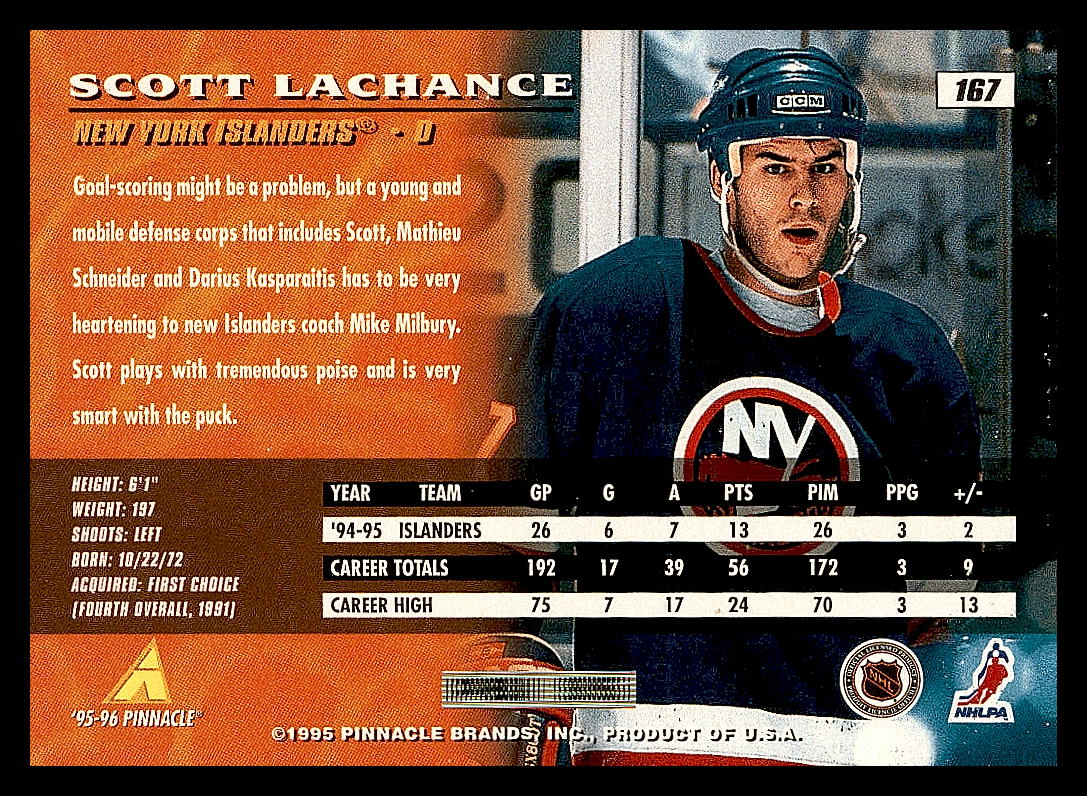 SCOTT LACHANCE
167
NEW YORK ISLANDERS® - D
CCM
Goal-scoring might be a problem, but a young and
mobile defense corps that includes Scott, Mathieu
Schneider and Darius Kasparaitis has to be very
heartening to new Islanders coach Mike Milbury.
Scott plays with tremendous poise and is very
smart with the puck.
NY
HEIGHT: 6'1"
WEIGHT: 197
SHOOTS: LEFT
BORN: 10/22/72
ACQUIRED: FIRST CHOICE
(FOURTH OVERALL, 1991)
YEAR TEAM GP G A PTS PIM PPG +/-
'94-95 ISLANDERS 26 6 7 13 26 3 2
CAREER TOTALS 192 17 39 56 172 3 9
CAREER HIGH 75 7 17 24 70 3 13
'95-96 PINNACLE®
NHL
NHLPA
©1995 PINNACLE BRANDS, INC., PRODUCT OF U.S.A.